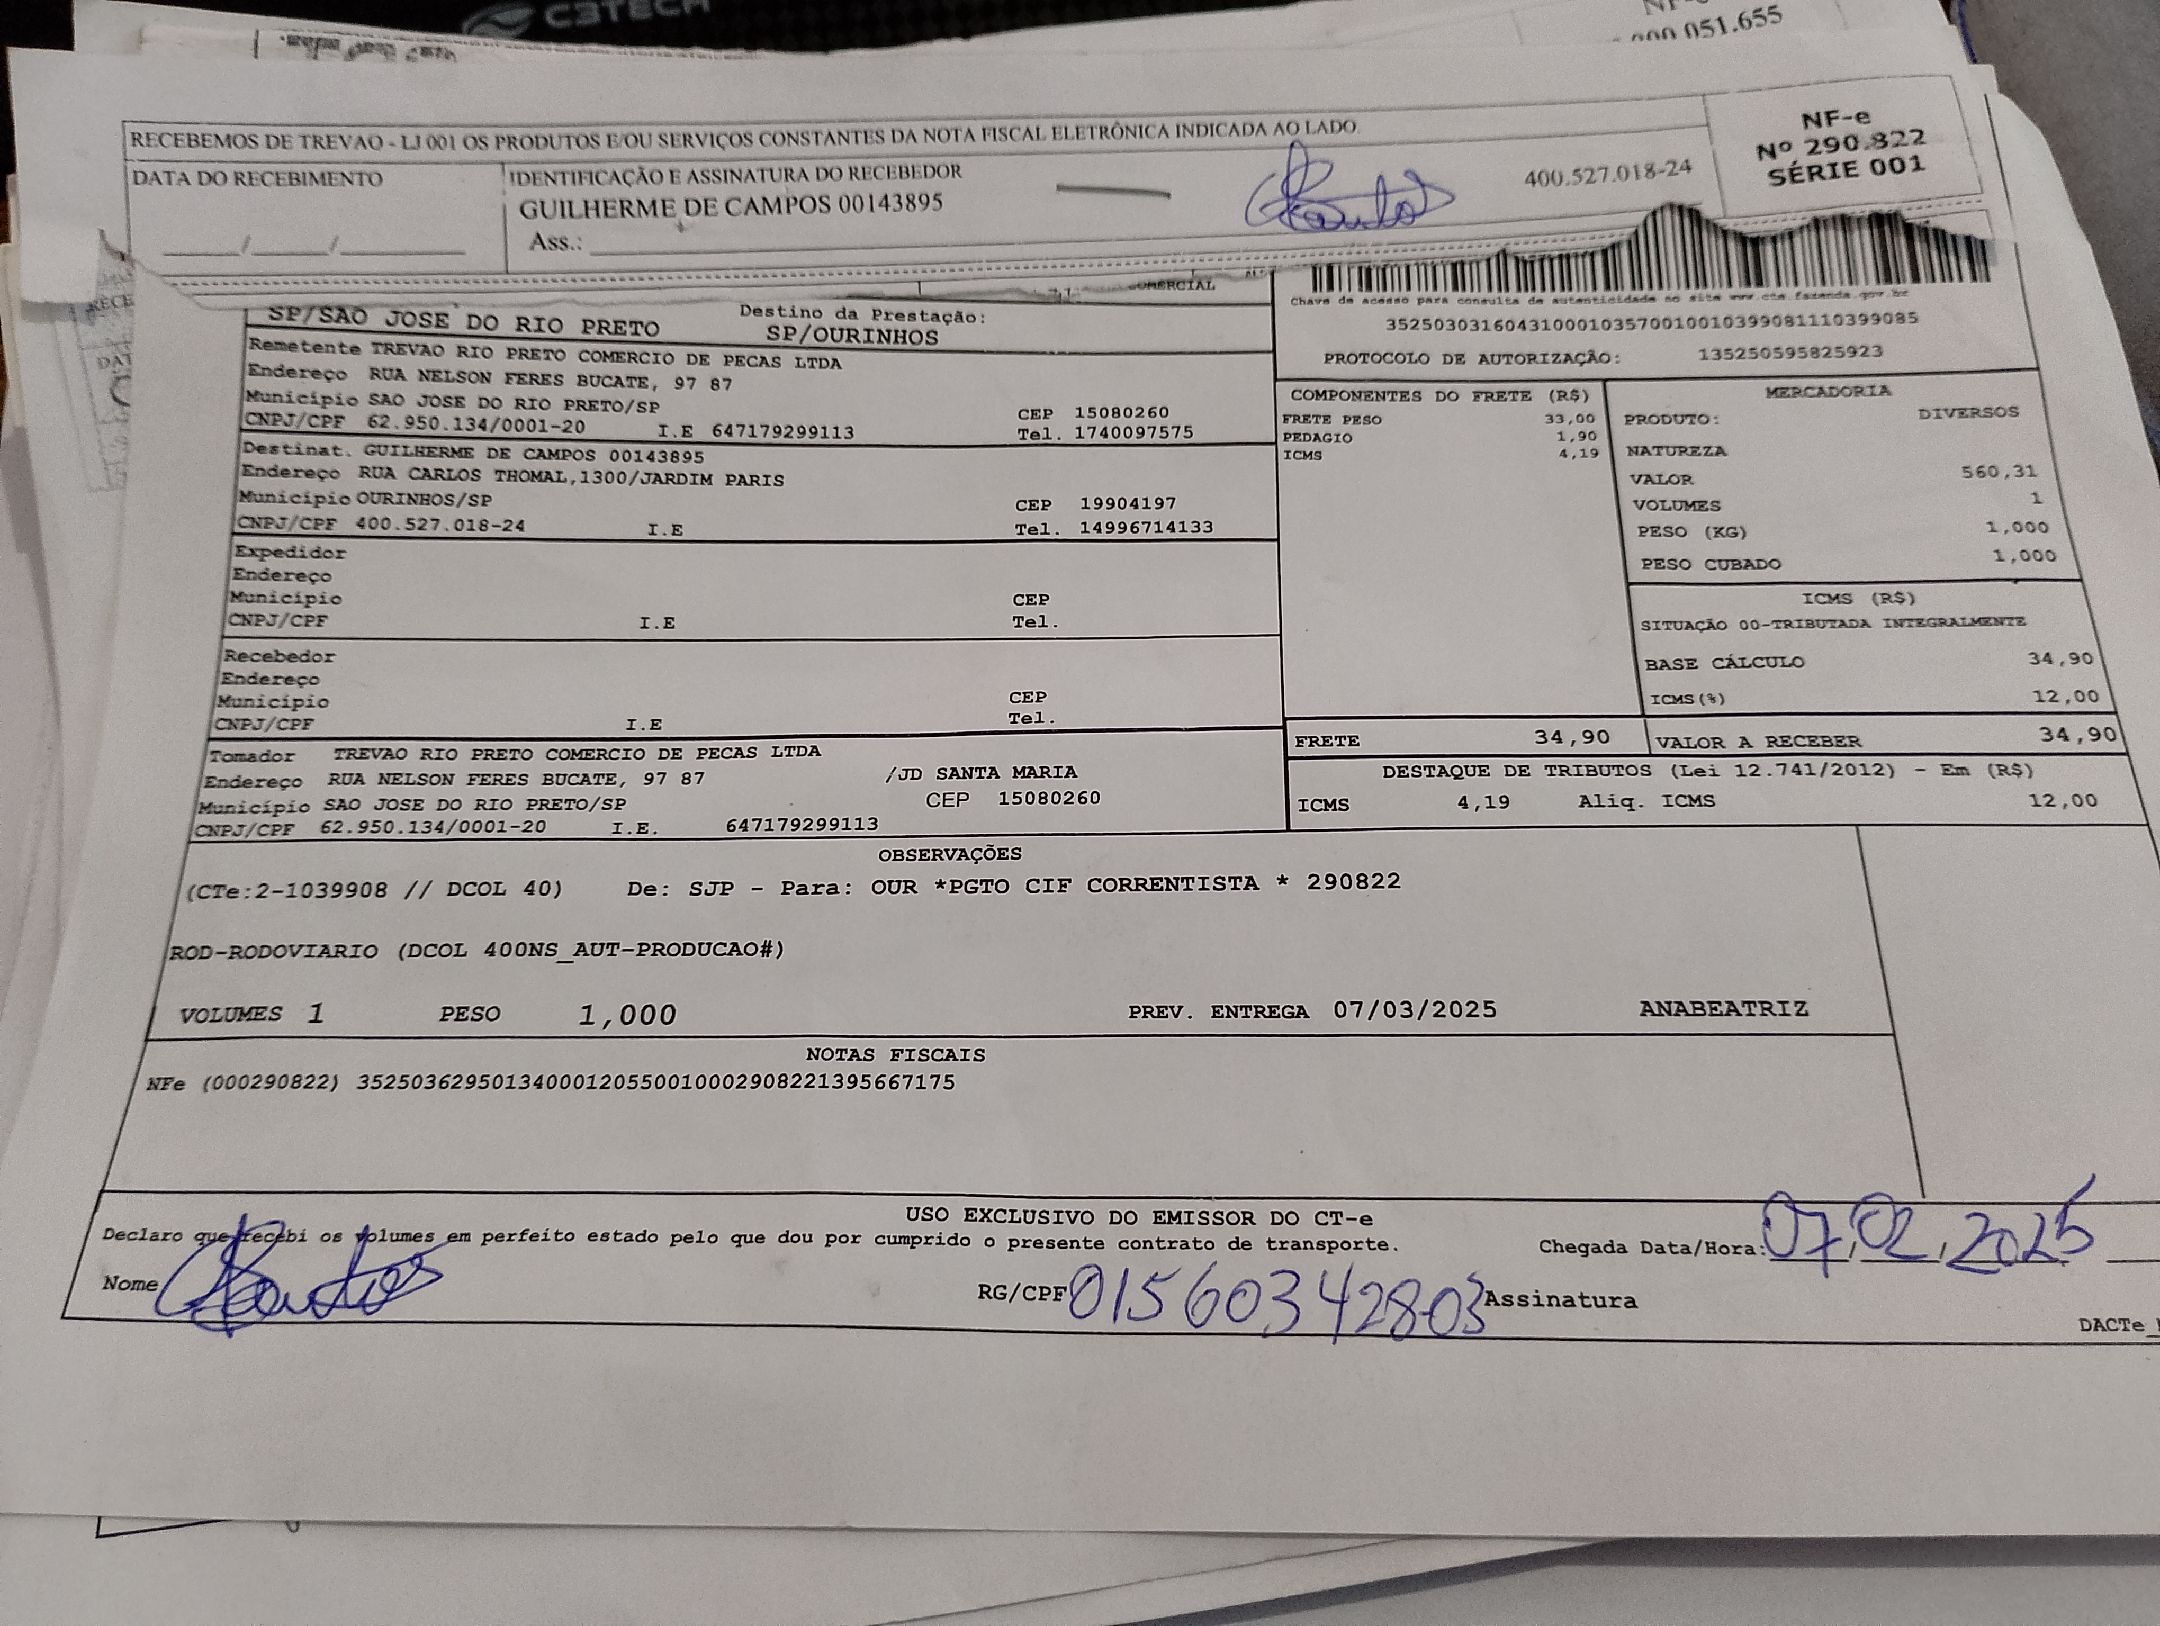 C3TECH
000.051.655
RECEBEMOS DE TREVAO - LJ 001 OS PRODUTOS E/OU SERVIÇOS CONSTANTES DA NOTA FISCAL ELETRÔNICA INDICADA AO LADO.
NF-e
Nº 290.822
SÉRIE 001
DATA DO RECEBIMENTO
IDENTIFICAÇÃO E ASSINATURA DO RECEBEDOR
400.527.018-24
GUILHERME DE CAMPOS 00143895
___/___/______
Ass.:
COMERCIAL
SP/SAO JOSE DO RIO PRETO
Destino da Prestação:
SP/OURINHOS
Chave de acesso para consulta de autenticidade no site www.cte.fazenda.gov.br
35250303160431000103570010010399081110399085
PROTOCOLO DE AUTORIZAÇÃO: 135250595825923
Remetente TREVAO RIO PRETO COMERCIO DE PECAS LTDA
Endereço RUA NELSON FERES BUCATE, 97 87
Município SAO JOSE DO RIO PRETO/SP CEP 15080260
CNPJ/CPF 62.950.134/0001-20 I.E 647179299113 Tel. 1740097575
Destinat. GUILHERME DE CAMPOS 00143895
Endereço RUA CARLOS THOMAL,1300/JARDIM PARIS
Município OURINHOS/SP CEP 19904197
CNPJ/CPF 400.527.018-24 I.E Tel. 14996714133
Expedidor
Endereço
Município CEP
CNPJ/CPF I.E Tel.
Recebedor
Endereço
Município CEP
CNPJ/CPF I.E Tel.
Tomador TREVAO RIO PRETO COMERCIO DE PECAS LTDA
Endereço RUA NELSON FERES BUCATE, 97 87 /JD SANTA MARIA
Município SAO JOSE DO RIO PRETO/SP CEP 15080260
CNPJ/CPF 62.950.134/0001-20 I.E. 647179299113
COMPONENTES DO FRETE (R$)
FRETE PESO 33,00
PEDAGIO 1,90
ICMS 4,19
MERCADORIA
PRODUTO: DIVERSOS
NATUREZA
VALOR 560,31
VOLUMES 1
PESO (KG) 1,000
PESO CUBADO 1,000
ICMS (R$)
SITUAÇÃO 00-TRIBUTADA INTEGRALMENTE
BASE CÁLCULO 34,90
ICMS(%) 12,00
FRETE 34,90 VALOR A RECEBER 34,90
DESTAQUE DE TRIBUTOS (Lei 12.741/2012) - Em (R$)
ICMS 4,19 Aliq. ICMS 12,00
OBSERVAÇÕES
(CTe:2-1039908 // DCOL 40) De: SJP - Para: OUR *PGTO CIF CORRENTISTA * 290822
ROD-RODOVIARIO (DCOL 400NS_AUT-PRODUCAO#)
VOLUMES 1 PESO 1,000 PREV. ENTREGA 07/03/2025 ANABEATRIZ
NOTAS FISCAIS
NFe (000290822) 35250362950134000120550010002908221395667175
USO EXCLUSIVO DO EMISSOR DO CT-e
Declaro que recebi os volumes em perfeito estado pelo que dou por cumprido o presente contrato de transporte.
Chegada Data/Hora: 07,02,2025
Nome
RG/CPF 01560342803 Assinatura
DACTe_